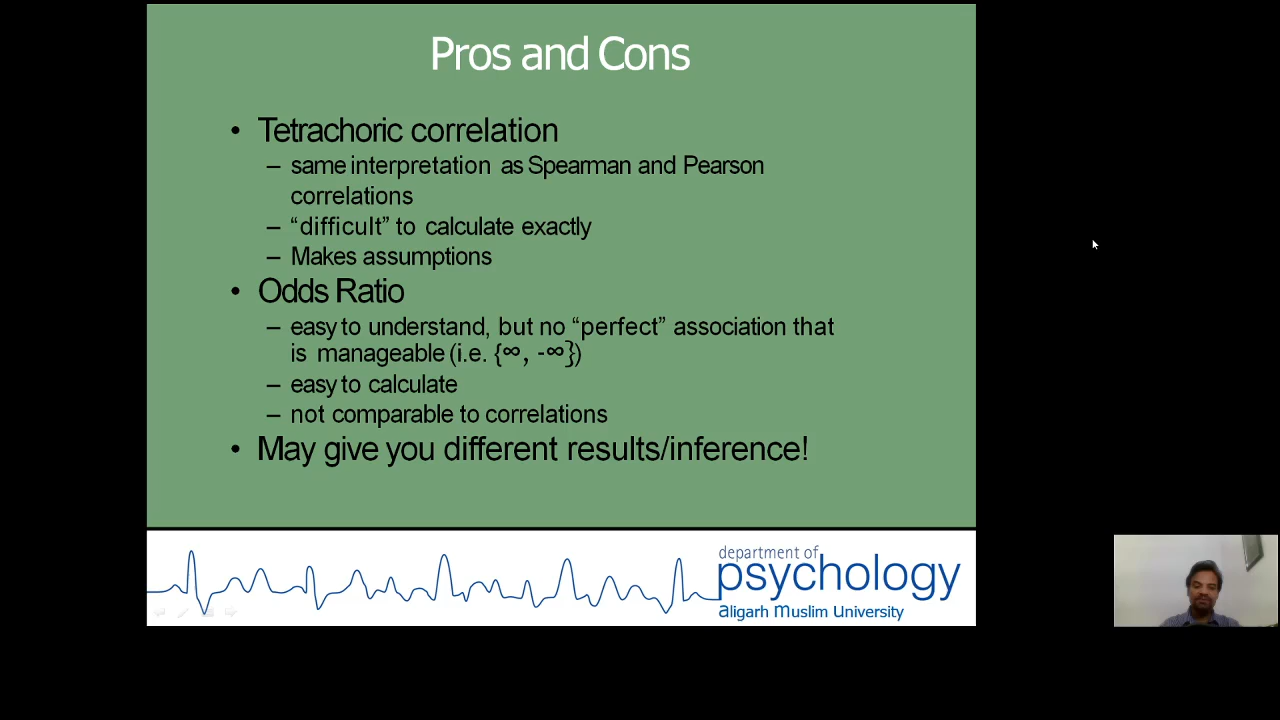 Pros and Cons
• Tetrachoric correlation
– same interpretation as Spearman and Pearson
correlations
– “difficult” to calculate exactly
– Makes assumptions
• Odds Ratio
– easy to understand, but no “perfect” association that
is manageable (i.e. {∞, -∞})
– easy to calculate
– not comparable to correlations
• May give you different results/inference!
department of
psychology
Aligarh Muslim University